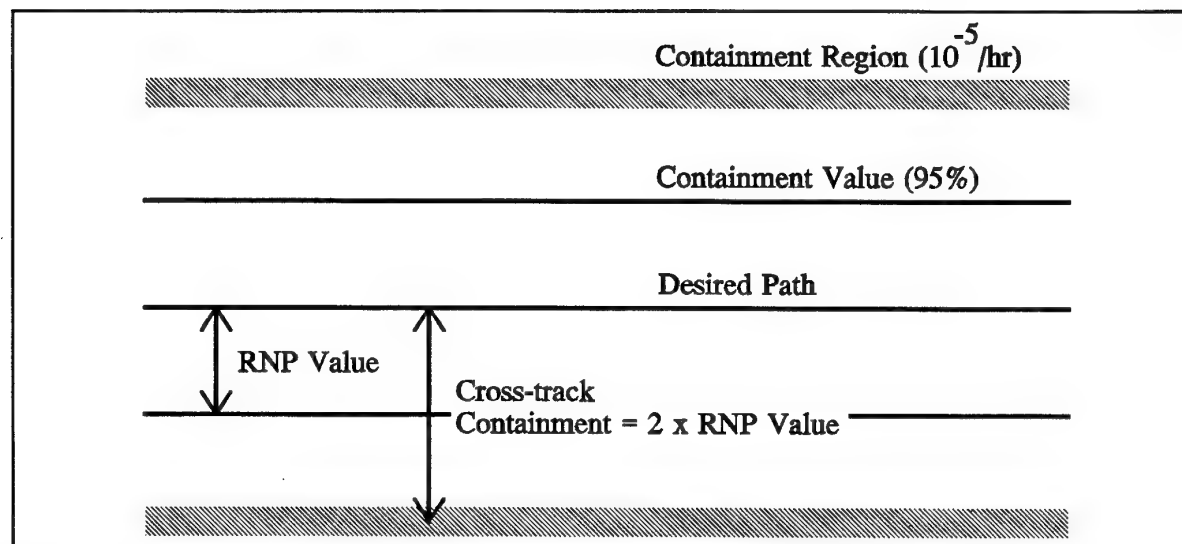 Containment Region (10^-5/hr)
Containment Value (95%)
Desired Path
RNP Value
Cross-track
Containment = 2 x RNP Value